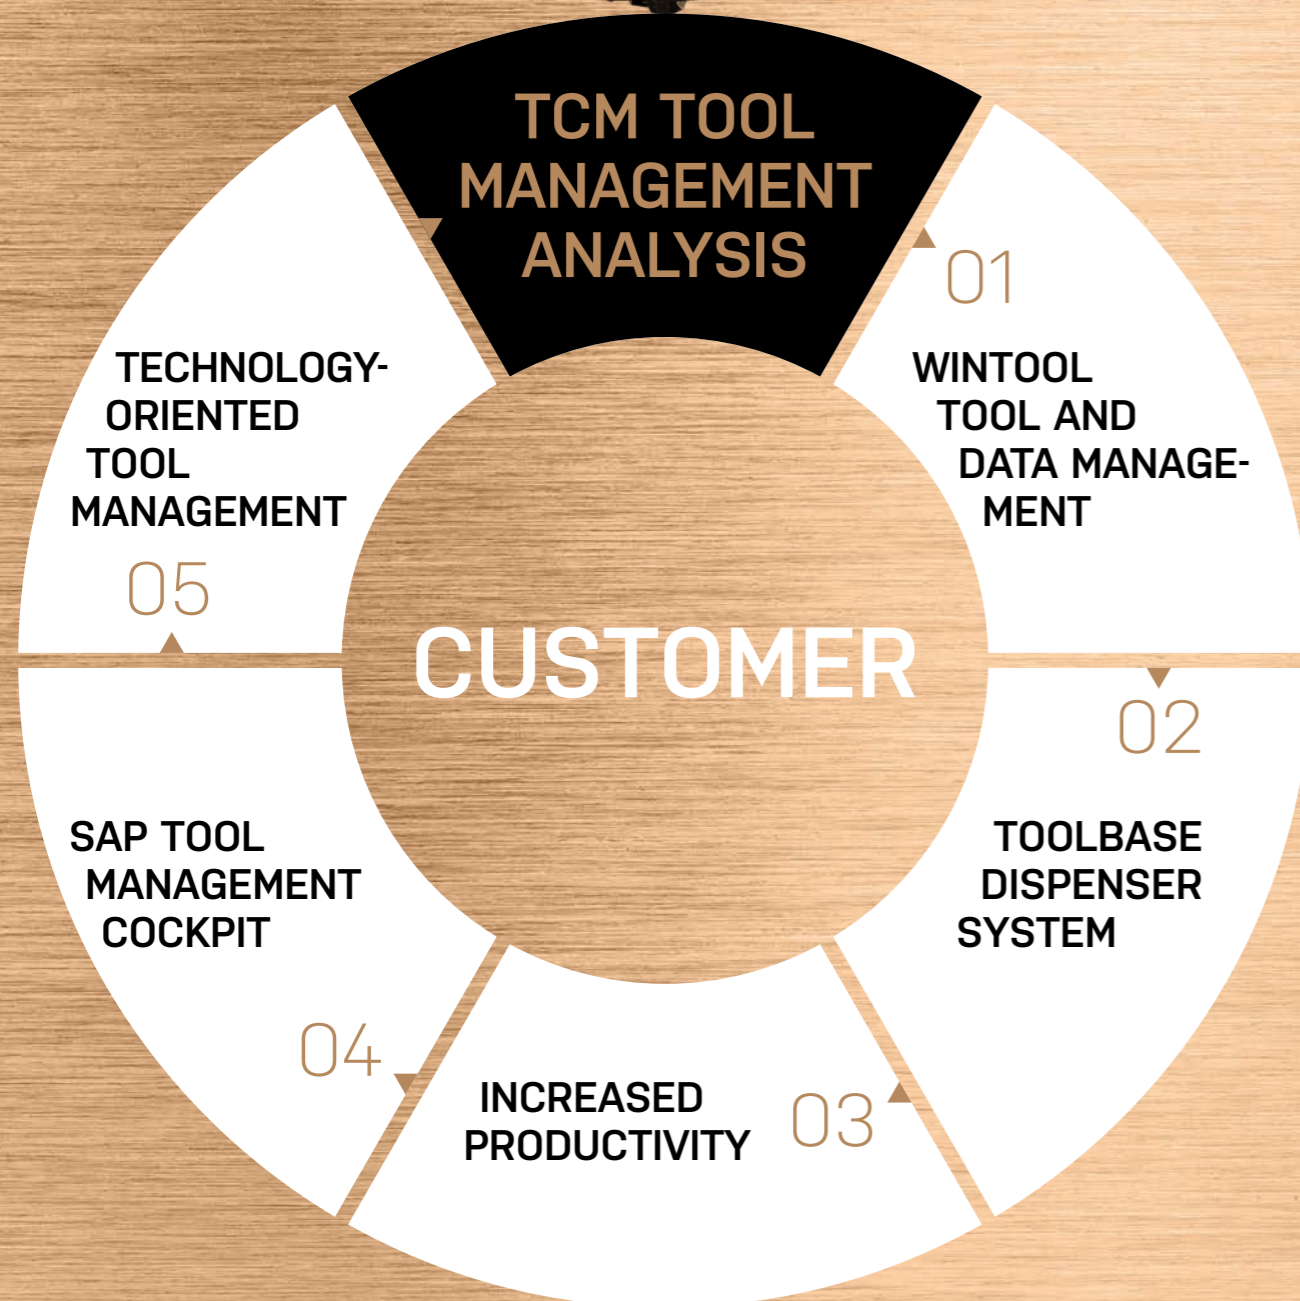 TCM TOOL
MANAGEMENT
ANALYSIS
01
WINTOOL
TOOL AND
DATA MANAGE-
MENT
02
TOOLBASE
DISPENSER
SYSTEM
03
INCREASED
PRODUCTIVITY
04
SAP TOOL
MANAGEMENT
COCKPIT
05
TECHNOLOGY-
ORIENTED
TOOL
MANAGEMENT
CUSTOMER